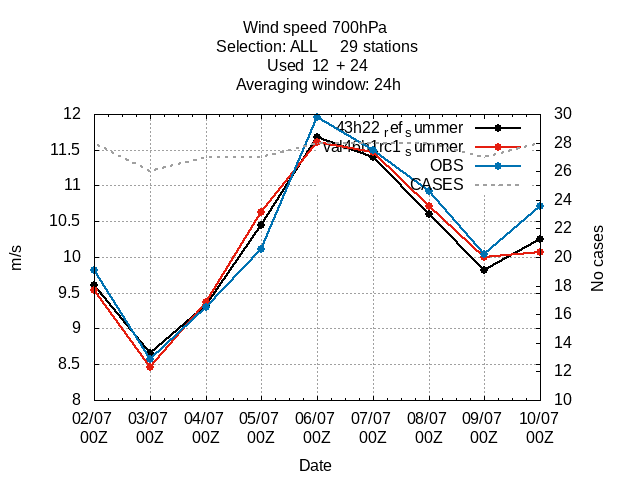 Wind speed 700hPa
Selection: ALL 29 stations
Used 12 + 24
Averaging window: 24h
12
11.5
11
10.5
10
9.5
9
8.5
8
30
28
26
24
22
20
18
16
14
12
10
43h22 refsummer
OBS
CASES
m/s
No cases
02/07 03/07 04/07 05/07 06/07 07/07 08/07 09/07 10/07
00Z 00Z 00Z 00Z 00Z 00Z 00Z 00Z 00Z
Date